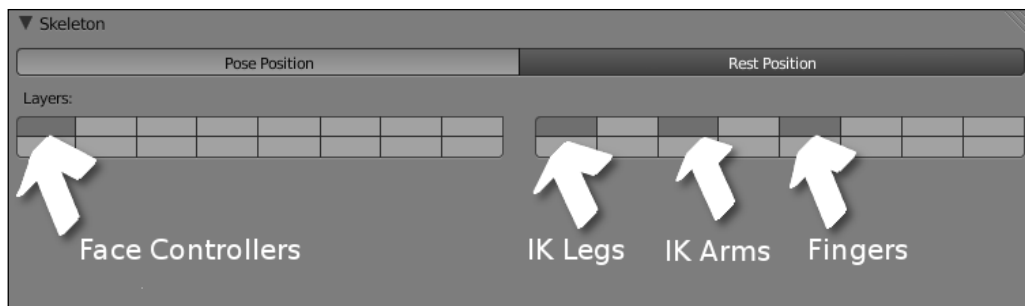 Skeleton
Pose Position Rest Position
Layers:
Face Controllers IK Legs IK Arms Fingers